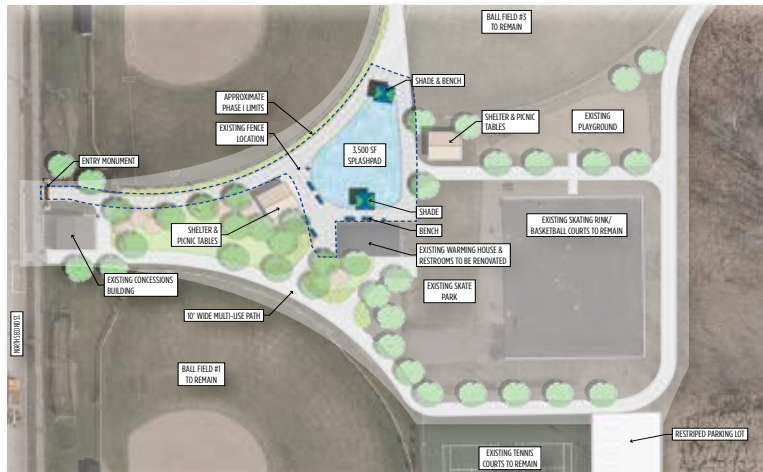 BALL FIELD #3
TO REMAIN
SHADE & BENCH
APPROXIMATE
PHASE I LIMITS
SHELTER & PICNIC
TABLES
EXISTING
PLAYGROUND
EXISTING FENCE
LOCATION
3,500 SF
SPLASHPAD
ENTRY MONUMENT
SHADE
EXISTING SKATING RINK/
BASKETBALL COURTS TO REMAIN
SHELTER &
PICNIC TABLES
BENCH
EXISTING WARMING HOUSE &
RESTROOMS TO BE RENOVATED
EXISTING CONCESSIONS
BUILDING
EXISTING SKATE
PARK
10' WIDE MULTI-USE PATH
NORTH SECOND ST.
BALL FIELD #1
TO REMAIN
RESTRIPED PARKING LOT
EXISTING TENNIS
COURTS TO REMAIN